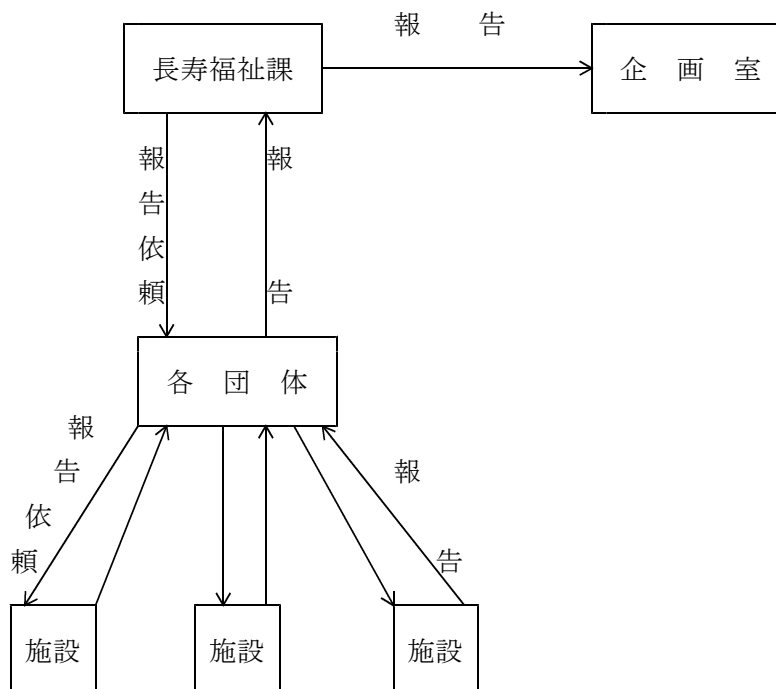 報　告
長寿福祉課
企　画　室
報告依頼
報告
各　団　体
報告依頼
報告
施設
施設
施設